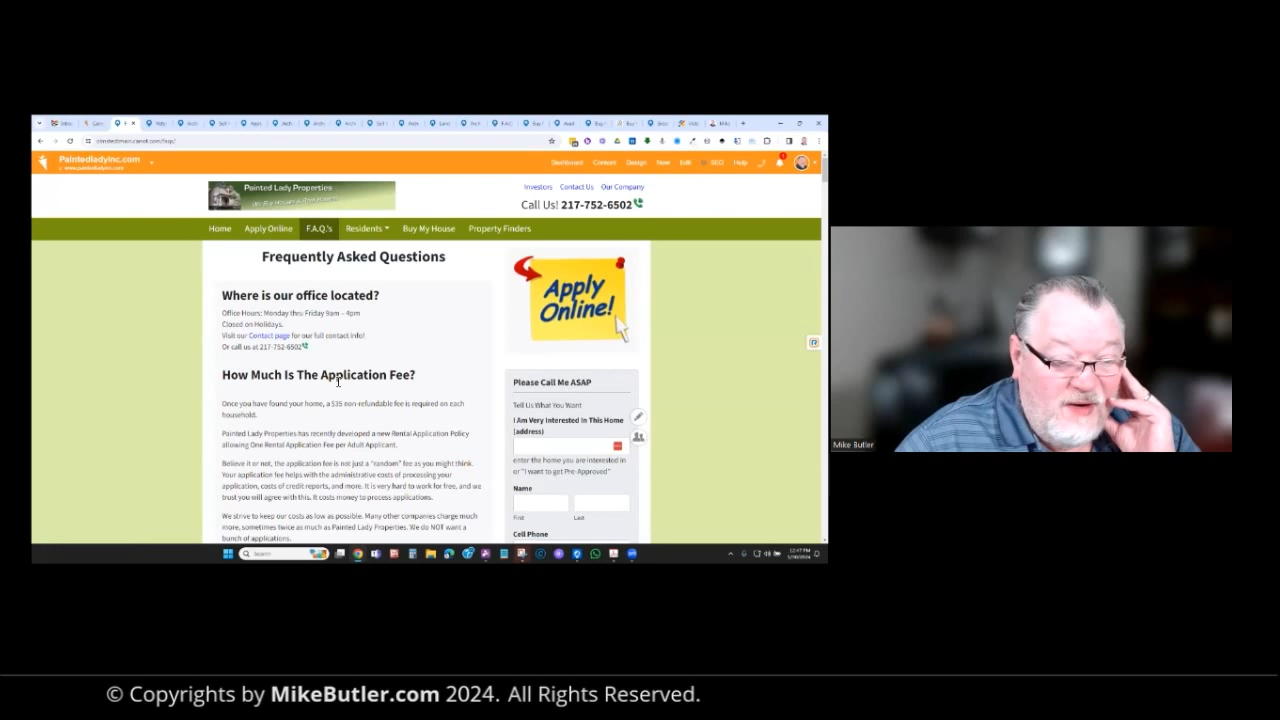 Paintedladyinc.com
www.paintedladyinc.com
Dashboard Content Design New Edit SEO Help
Painted Lady Properties
Investors Contact Us Our Company
Call Us! 217-752-6502
Home Apply Online F.A.Q.'s Residents Buy My House Property Finders
Frequently Asked Questions
Where is our office located?
Office Hours: Monday thru Friday 9am – 4pm
Closed on Holidays.
Visit our Contact page for our full contact info!
Or call us at 217-752-6502
How Much Is The Application Fee?
Once you have found your home, a $35 non-refundable fee is required on each
household.
Painted Lady Properties has recently developed a new Rental Application Policy
allowing One Rental Application Fee per Adult Applicant.
Believe it or not, the application fee is not just a "random" fee as you might think.
Your application fee helps with the administrative costs of processing your
application, costs of credit reports, and more. It is very hard to work for free, and we
trust you will agree with this. It costs money to process applications.
We strive to keep our costs as low as possible. Many other companies charge much
more, sometimes twice as much as Painted Lady Properties. We do NOT want a
bunch of applications.
Apply
Online!
Please Call Me ASAP
Tell Us What You Want
I Am Very Interested In This Home
(address)
enter the home you are interested in
or "I want to get Pre-Approved"
Name
First Last
Cell Phone
Search
12:47 PM
Mike Butler
© Copyrights by MikeButler.com 2024. All Rights Reserved.